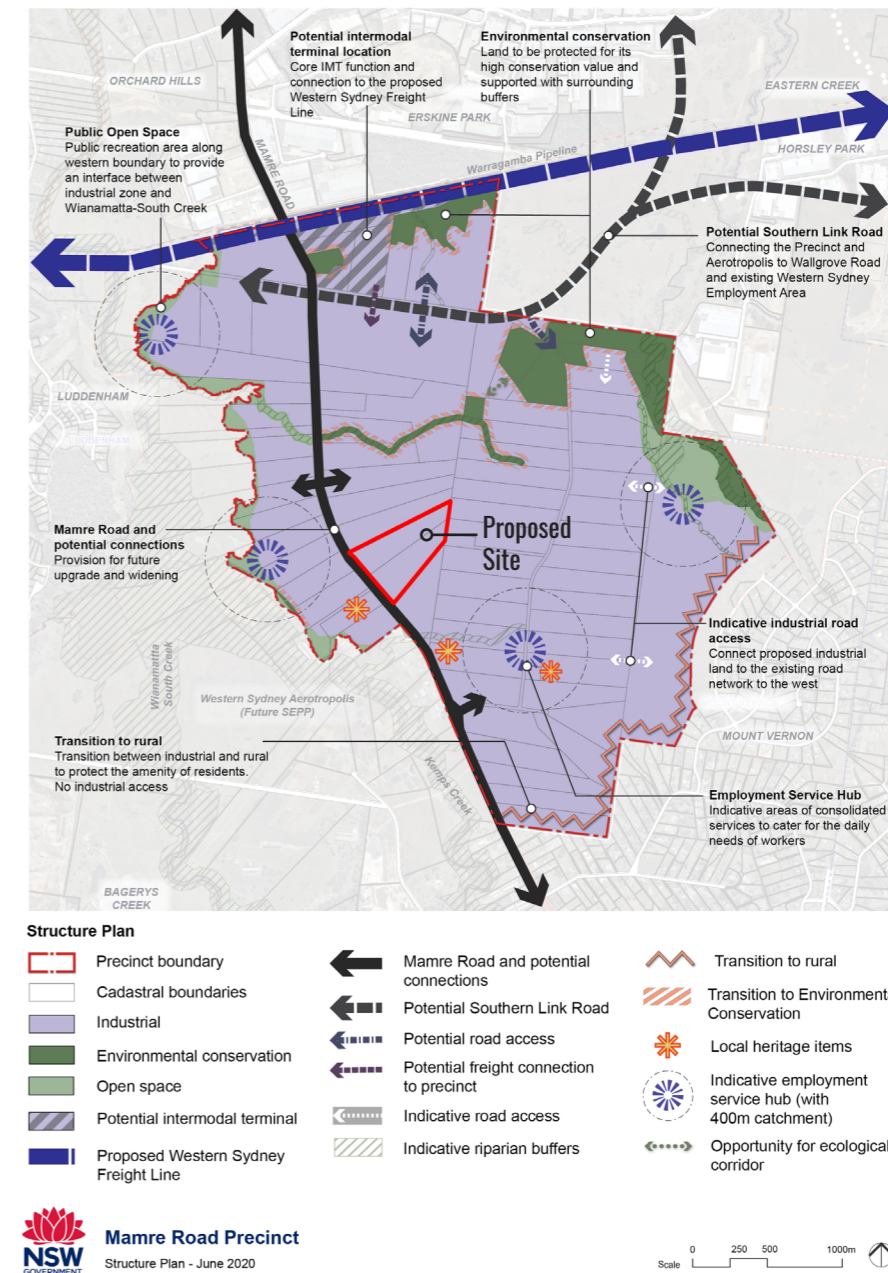 Potential intermodal
terminal location
Core IMT function and
connection to the proposed
Western Sydney Freight
Line
Environmental conservation
Land to be protected for its
high conservation value and
supported with surrounding
buffers
ORCHARD HILLS
EASTERN CREEK
ERSKINE PARK
Public Open Space
Public recreation area along
western boundary to provide
an interface between
industrial zone and
Wianamatta-South Creek
MAMRE ROAD
Warragamba Pipeline
HORSLEY PARK
Potential Southern Link Road
Connecting the Precinct and
Aerotropolis to Wallgrove Road
and existing Western Sydney
Employment Area
LUDDENHAM
Mamre Road and
potential connections
Provision for future
upgrade and widening
Proposed
Site
Indicative industrial road
access
Connect proposed industrial
land to the existing road
network to the west
Wianamattta
South Creek
Western Sydney Aerotropolis
(Future SEPP)
MOUNT VERNON
Transition to rural
Transition between industrial and rural
to protect the amenity of residents.
No industrial access
Kemps Creek
Employment Service Hub
Indicative areas of consolidated
services to cater for the daily
needs of workers
BAGERYS
CREEK
Structure Plan
Precinct boundary
Cadastral boundaries
Industrial
Environmental conservation
Open space
Potential intermodal terminal
Proposed Western Sydney
Freight Line
Mamre Road and potential
connections
Potential Southern Link Road
Potential road access
Potential freight connection
to precinct
Indicative road access
Indicative riparian buffers
Transition to rural
Transition to Environmenta
Conservation
Local heritage items
Indicative employment
service hub (with
400m catchment)
Opportunity for ecological
corridor
NSW
GOVERNMENT
Mamre Road Precinct
Structure Plan - June 2020
Scale
0 250 500 1000m